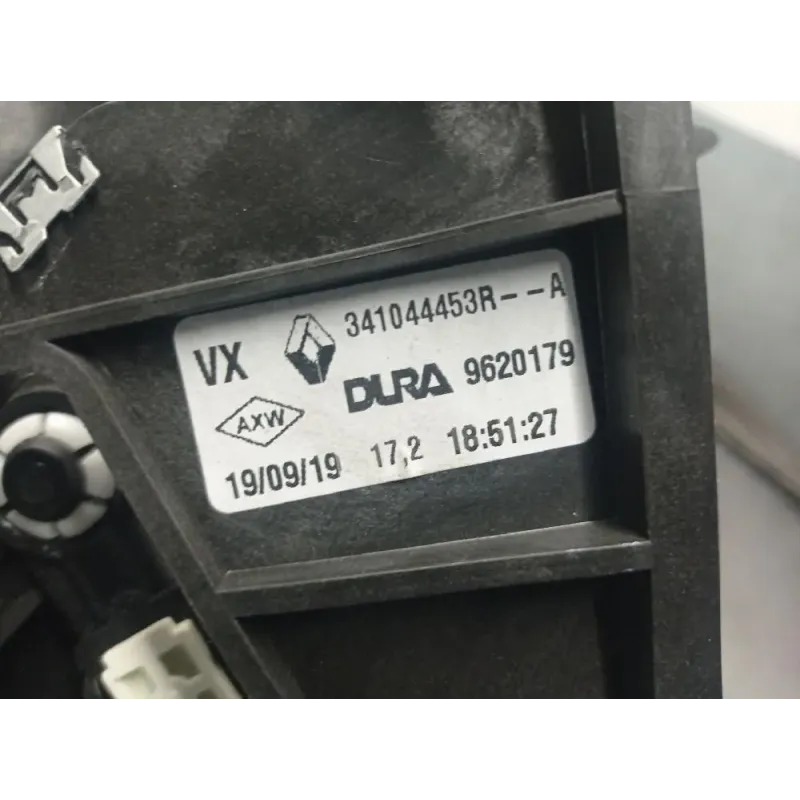 VX 341044453R--A
AXW DURA 9620179
19/09/19 17,2 18:51:27